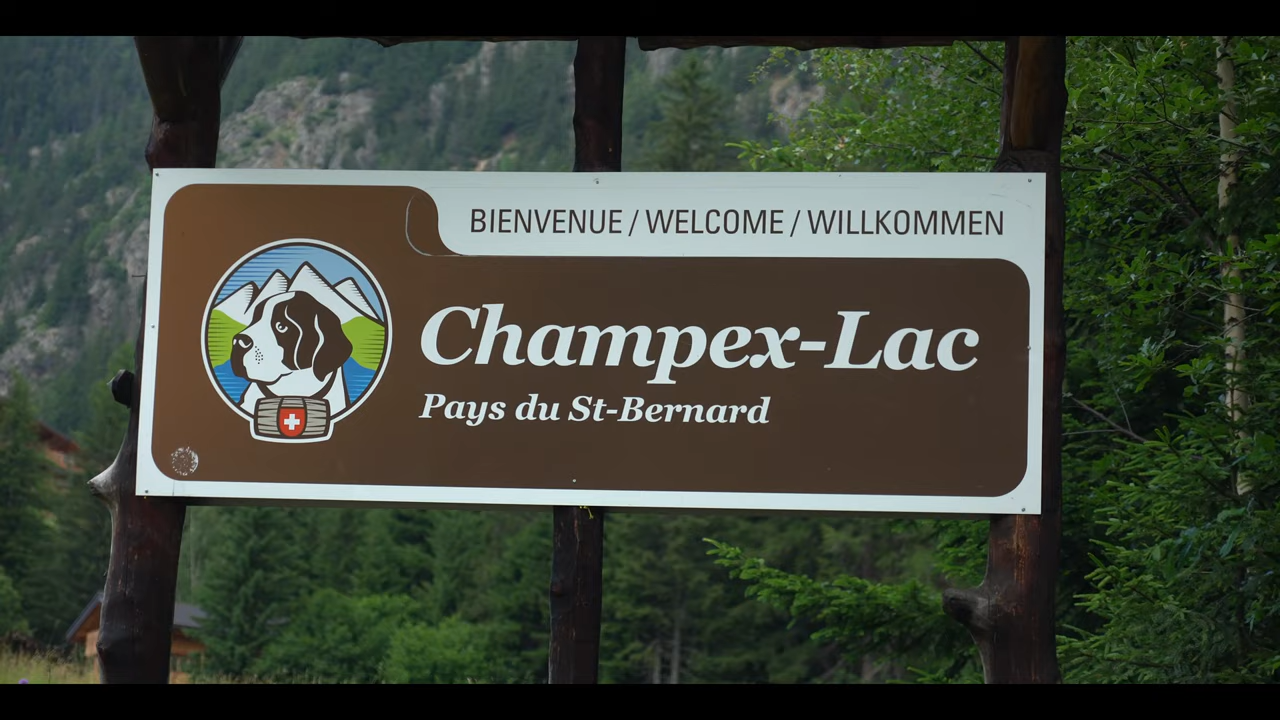 BIENVENUE / WELCOME / WILLKOMMEN
Champex-Lac
Pays du St-Bernard